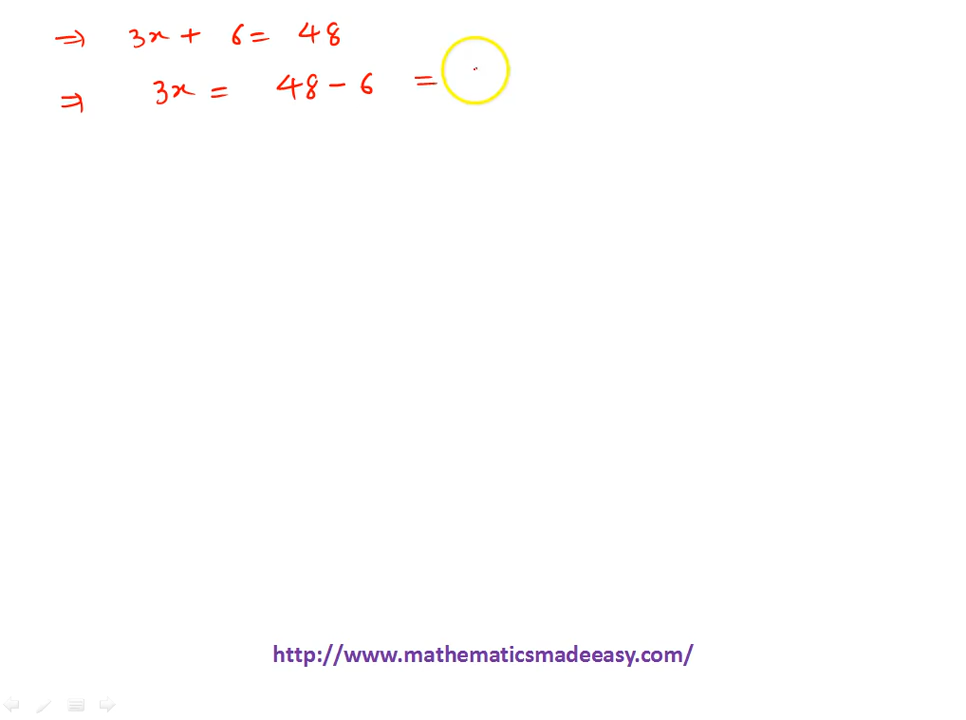 ⇒ 3x + 6 = 48
⇒ 3x = 48 - 6 =
http://www.mathematicsmadeeasy.com/